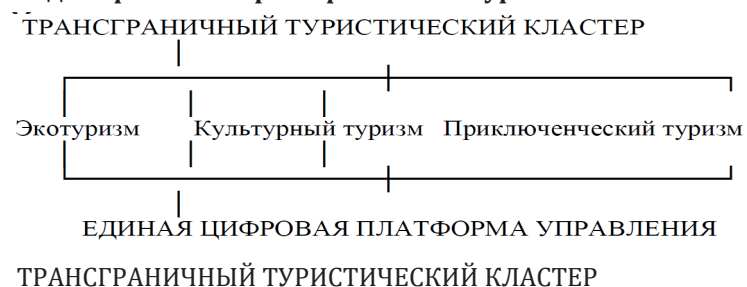 ТРАНСГРАНИЧНЫЙ ТУРИСТИЧЕСКИЙ КЛАСТЕР
Экотуризм Культурный туризм Приключенческий туризм
ЕДИНАЯ ЦИФРОВАЯ ПЛАТФОРМА УПРАВЛЕНИЯ
ТРАНСГРАНИЧНЫЙ ТУРИСТИЧЕСКИЙ КЛАСТЕР